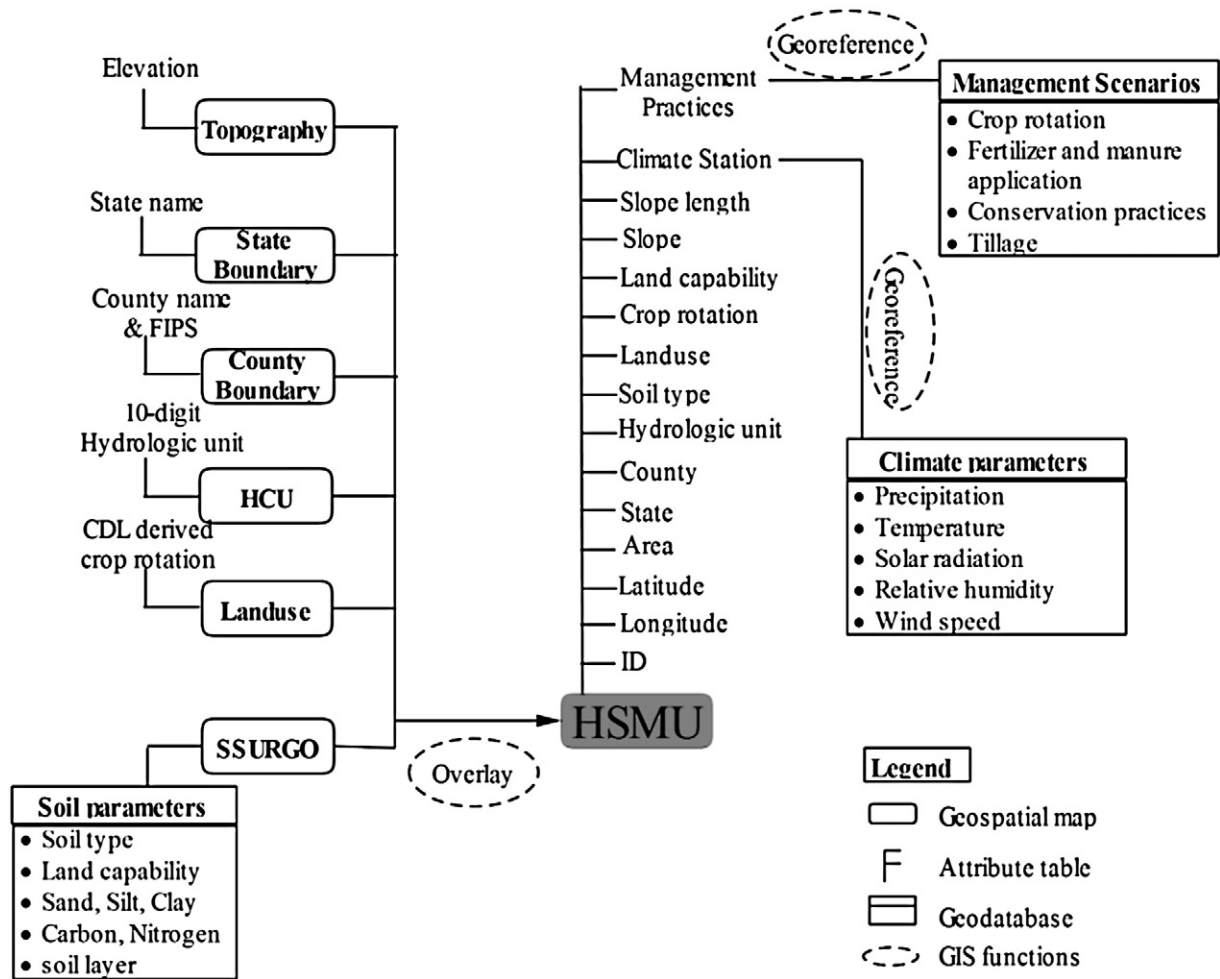 Elevation
Topography
State name
State
Boundary
County name
& FIPS
County
Boundary
10-digit
Hydrologic unit
HCU
CDL derived
crop rotation
Landuse
SSURGO
Soil parameters
• Soil type
• Land capability
• Sand, Silt, Clay
• Carbon, Nitrogen
• soil layer
Overlay
HSMU
Management
Practices
Climate Station
Slope length
Slope
Land capability
Crop rotation
Landuse
Soil type
Hydrologic unit
County
State
Area
Latitude
Longitude
ID
Georeference
Management Scenarios
• Crop rotation
• Fertilizer and manure
application
• Conservation practices
• Tillage
Georeference
Climate parameters
• Precipitation
• Temperature
• Solar radiation
• Relative humidity
• Wind speed
Legend
Geospatial map
Attribute table
Geodatabase
GIS functions